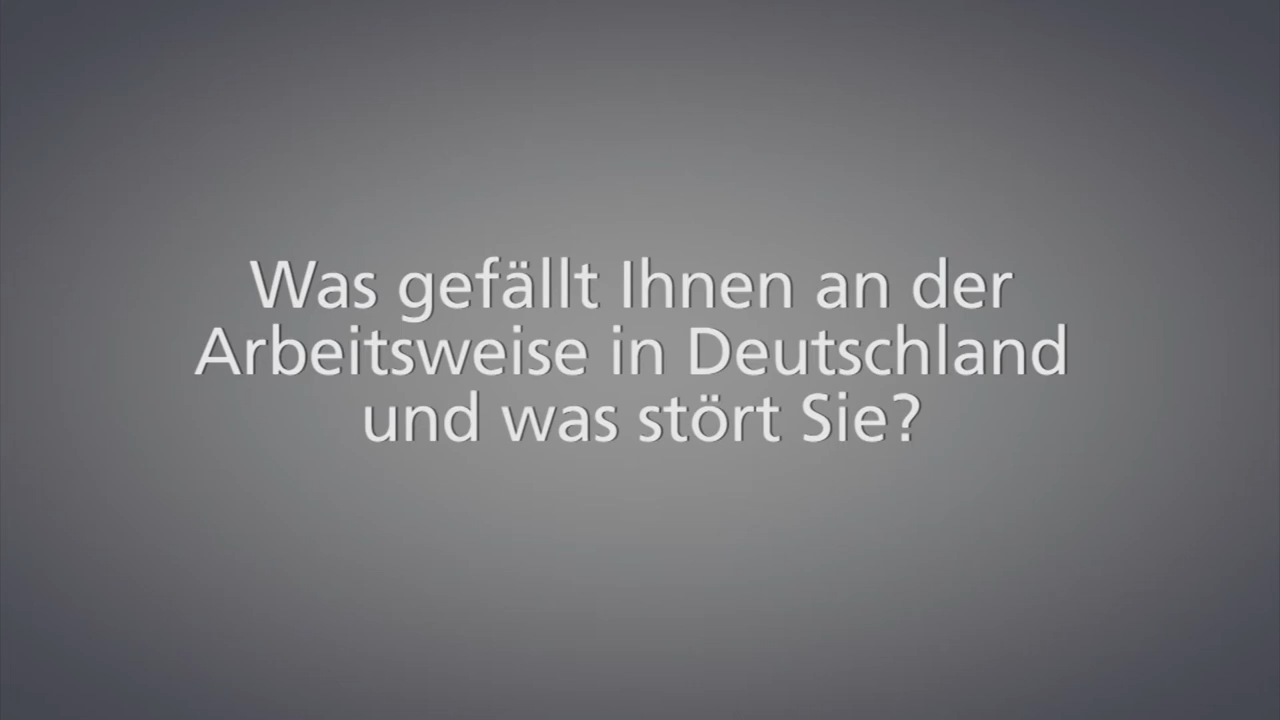 Was gefällt Ihnen an der
Arbeitsweise in Deutschland
und was stört Sie?